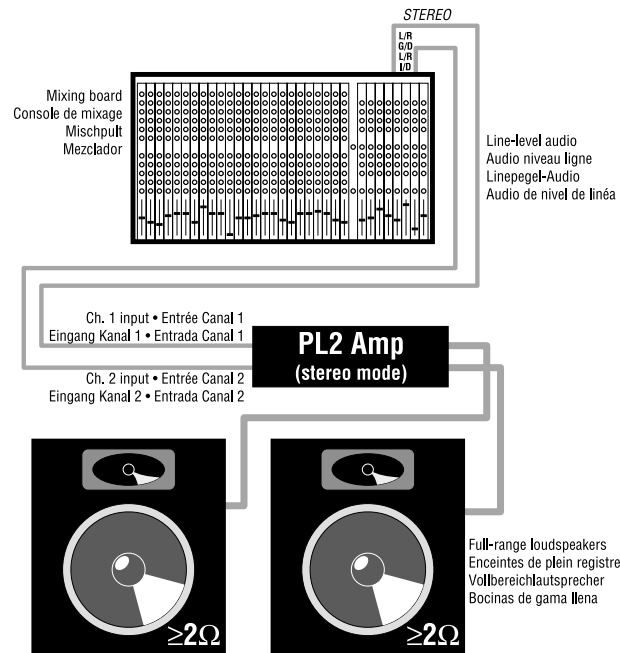 STEREO
L/R
G/D
L/R
I/D
Mixing board
Console de mixage
Mischpult
Mezclador
Line-level audio
Audio niveau ligne
Linepegel-Audio
Audio de nivel de linéa
Ch. 1 input • Entrée Canal 1
Eingang Kanal 1 • Entrada Canal 1
PL2 Amp
(stereo mode)
Ch. 2 input • Entrée Canal 2
Eingang Kanal 2 • Entrada Canal 2
Full-range loudspeakers
Enceintes de plein registre
Vollbereichlautsprecher
Bocinas de gama llena
≥2Ω
≥2Ω